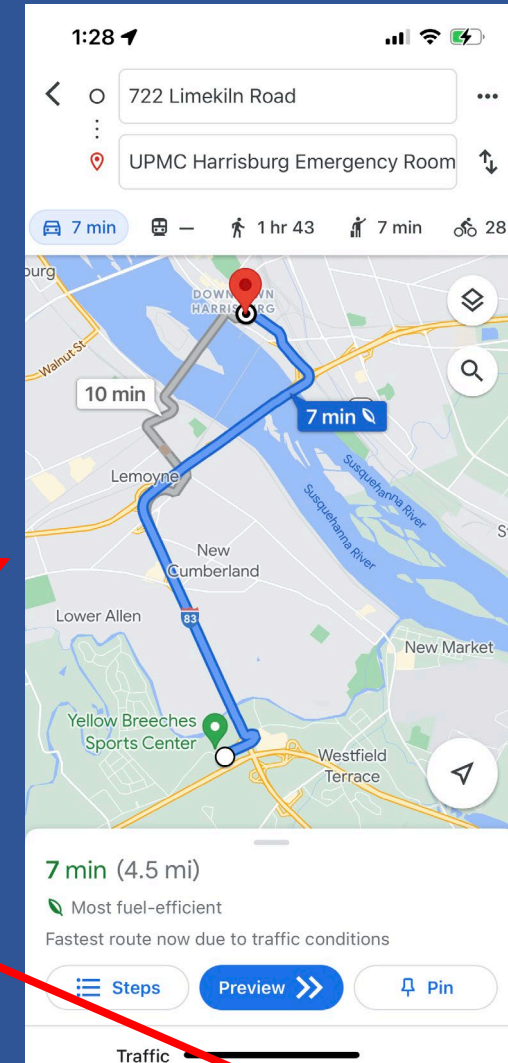 1:28
722 Limekiln Road
UPMC Harrisburg Emergency Room
7 min
—
1 hr 43
7 min
28
burg
DOWNTOWN
HARRISBURG
Walnut St
10 min
7 min
Lemoyne
Susquehanna River
Susquehanna River
New
Cumberland
Lower Allen
83
New Market
Yellow Breeches
Sports Center
Westfield
Terrace
7 min (4.5 mi)
Most fuel-efficient
Fastest route now due to traffic conditions
Steps
Preview
Pin
Traffic